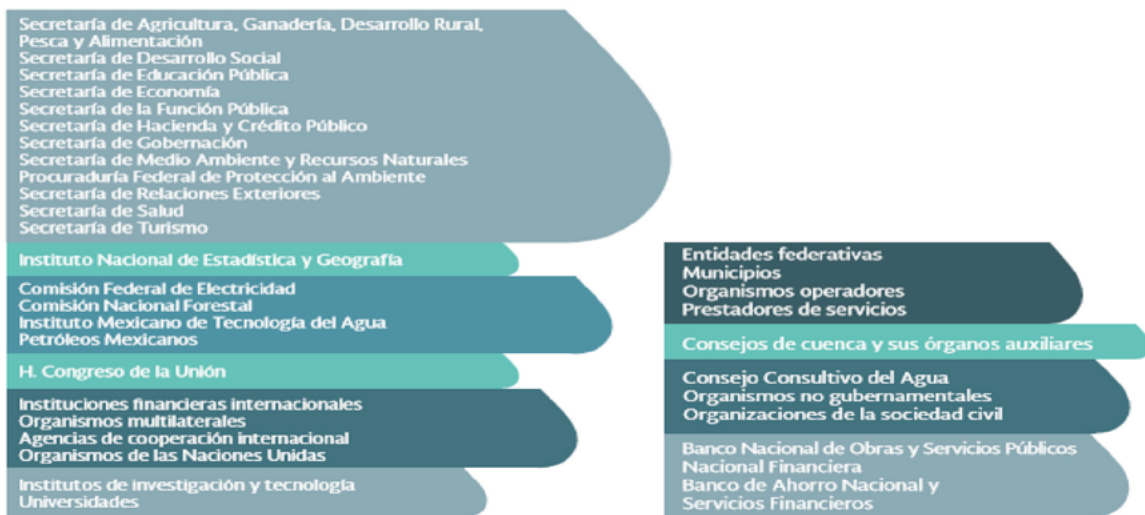 Secretaría de Agricultura, Ganadería, Desarrollo Rural,
Pesca y Alimentación
Secretaría de Desarrollo Social
Secretaría de Educación Pública
Secretaría de Economía
Secretaría de la Función Pública
Secretaría de Hacienda y Crédito Público
Secretaría de Gobernación
Secretaría de Medio Ambiente y Recursos Naturales
Procuraduría Federal de Protección al Ambiente
Secretaría de Relaciones Exteriores
Secretaría de Salud
Secretaría de Turismo
Instituto Nacional de Estadística y Geografía
Comisión Federal de Electricidad
Comisión Nacional Forestal
Instituto Mexicano de Tecnología del Agua
Petróleos Mexicanos
H. Congreso de la Unión
Instituciones financieras internacionales
Organismos multilaterales
Agencias de cooperación internacional
Organismos de las Naciones Unidas
Institutos de investigación y tecnología
Universidades
Entidades federativas
Municipios
Organismos operadores
Prestadores de servicios
Consejos de cuenca y sus órganos auxiliares
Consejo Consultivo del Agua
Organismos no gubernamentales
Organizaciones de la sociedad civil
Banco Nacional de Obras y Servicios Públicos
Nacional Financiera
Banco de Ahorro Nacional y
Servicios Financieros